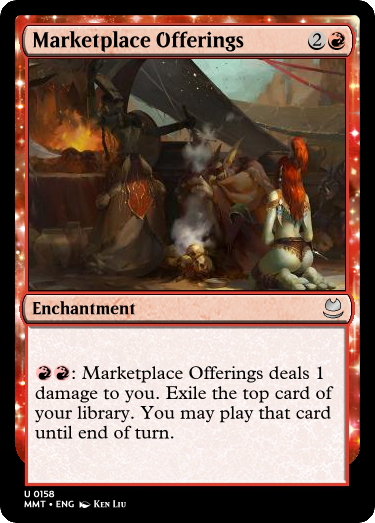 Marketplace Offerings 2
Enchantment
: Marketplace Offerings deals 1
damage to you. Exile the top card of
your library. You may play that card
until end of turn.
U 0158
MMT • ENG Ken Liu